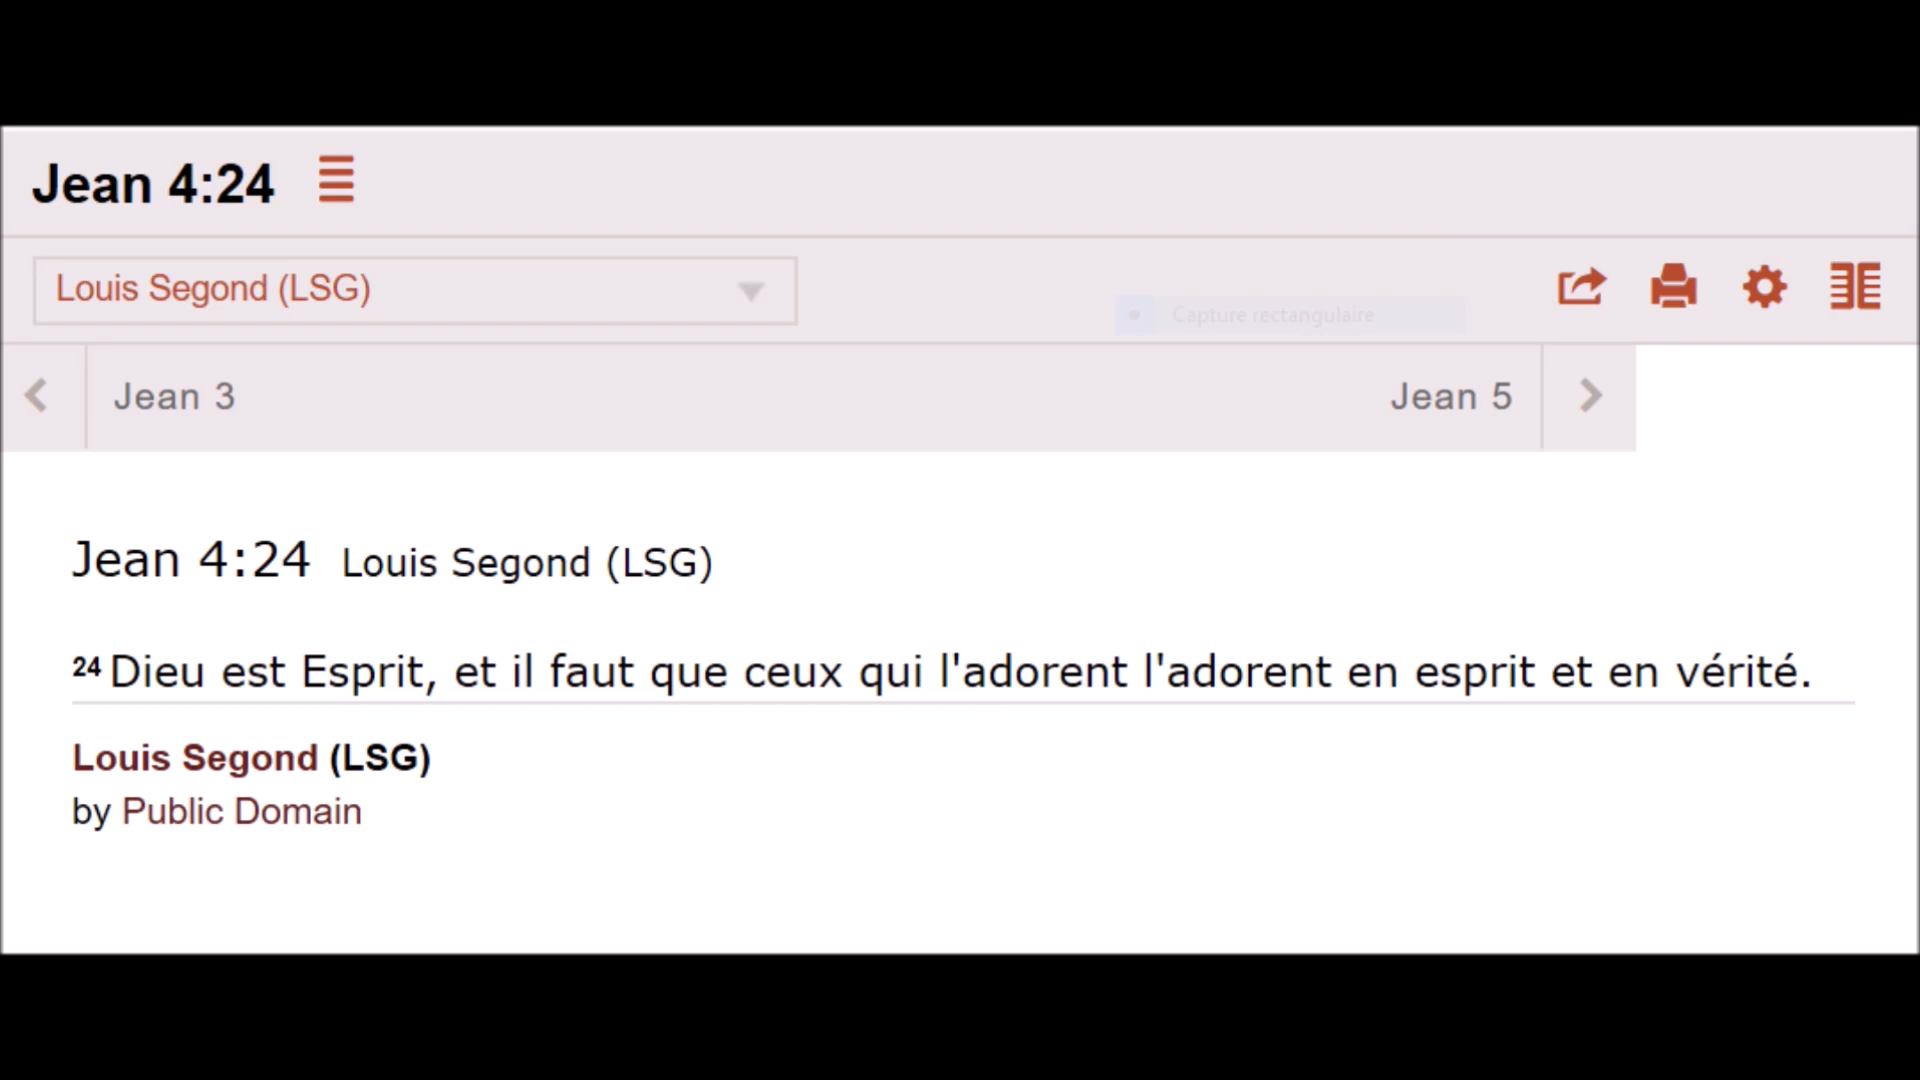 Jean 4:24
Louis Segond (LSG)
Capture rectangulaire
Jean 3
Jean 5
Jean 4:24 Louis Segond (LSG)
24 Dieu est Esprit, et il faut que ceux qui l'adorent l'adorent en esprit et en vérité.
Louis Segond (LSG)
by Public Domain